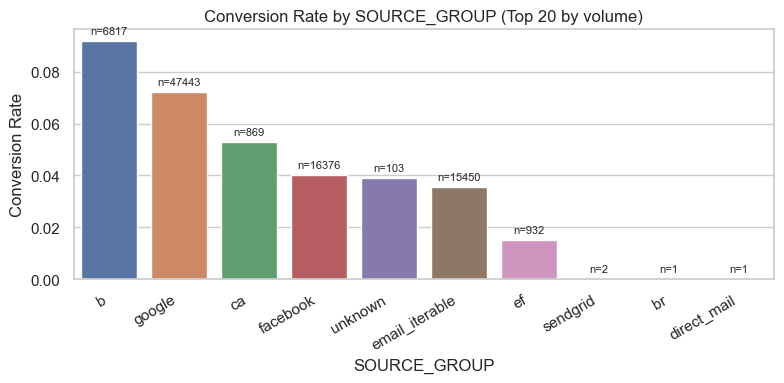 Conversion Rate by SOURCE_GROUP (Top 20 by volume)
Conversion Rate
0.08
0.06
0.04
0.02
0.00
n=6817
n=47443
n=869
n=16376
n=103
n=15450
n=932
n=2
n=1
n=1
b
google
ca
facebook
unknown
email_iterable
ef
sendgrid
br
direct_mail
SOURCE_GROUP